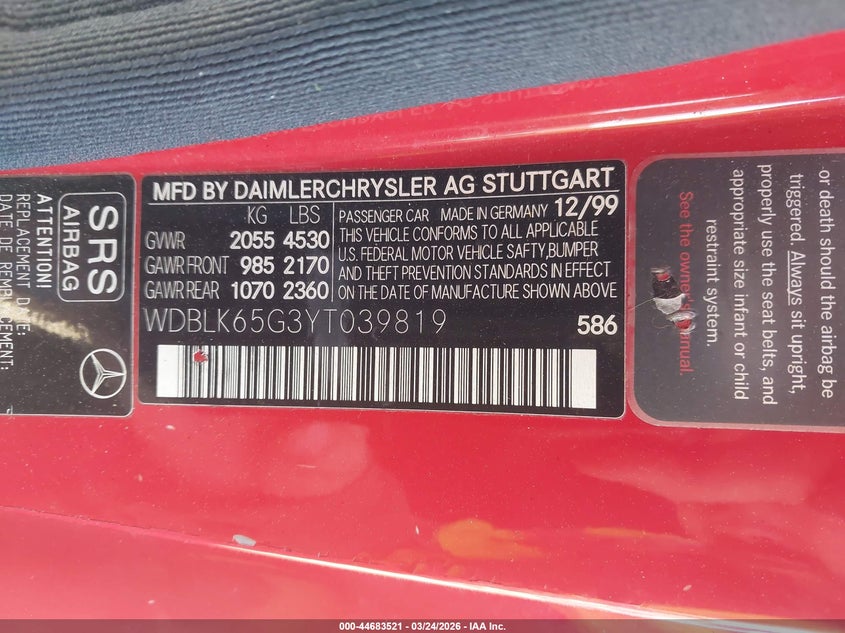 MFD BY DAIMLERCHRYSLER AG STUTTGART
KG LBS
GVWR 2055 4530
GAWR FRONT 985 2170
GAWR REAR 1070 2360
PASSENGER CAR MADE IN GERMANY 12/99
THIS VEHICLE CONFORMS TO ALL APPLICABLE
U.S. FEDERAL MOTOR VEHICLE SAFTY,BUMPER
AND THEFT PREVENTION STANDARDS IN EFFECT
ON THE DATE OF MANUFACTURE SHOWN ABOVE
WDBLK65G3YT039819
586
SRS
AIRBAG
ATTENTION!
REPLACEMENT DATE:
DATE DE REMPLACEMENT:
or death should the airbag be
triggered. Always sit upright,
properly use the seat belts, and
appropriate size infant or child
restraint system.
See the owner's manual.
000-44683521 - 03/24/2026 - IAA Inc.